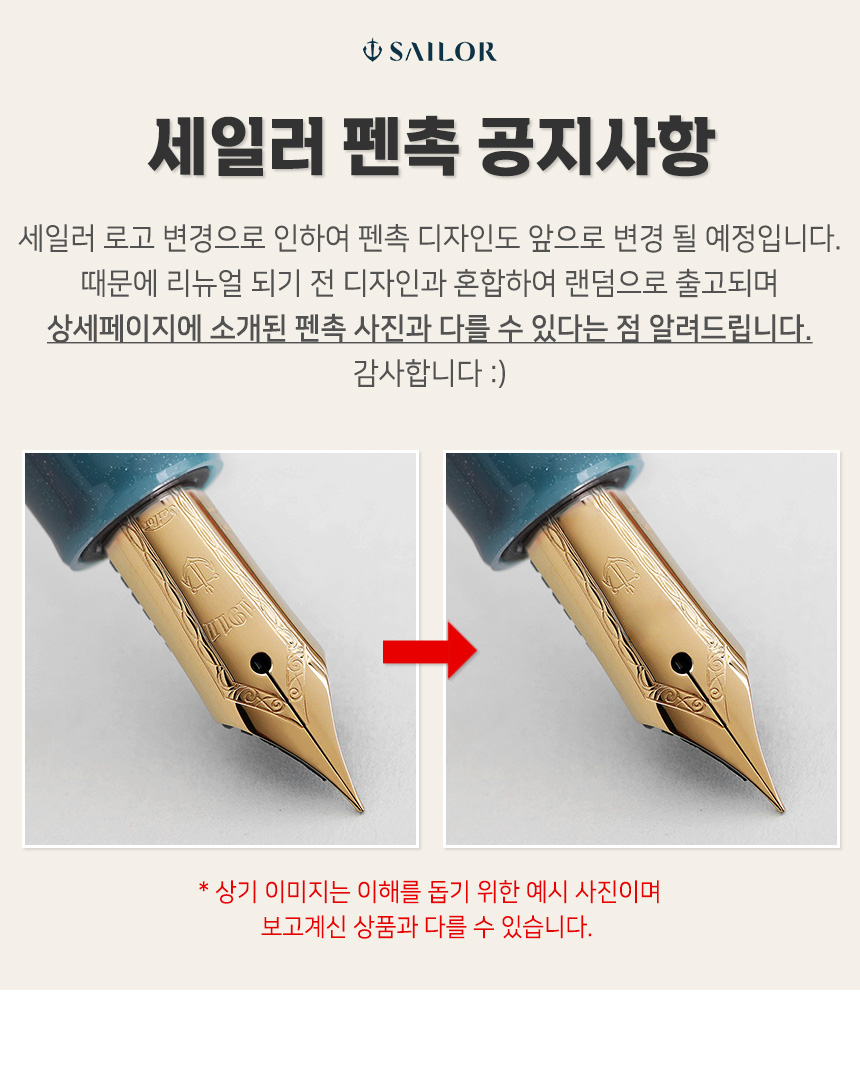 SAILOR
세일러 펜촉 공지사항
세일러 로고 변경으로 인하여 펜촉 디자인도 앞으로 변경 될 예정입니다.
때문에 리뉴얼 되기 전 디자인과 혼합하여 랜덤으로 출고되며
상세페이지에 소개된 펜촉 사진과 다를 수 있다는 점 알려드립니다.
감사합니다 :)
Sailor
* 상기 이미지는 이해를 돕기 위한 예시 사진이며
보고계신 상품과 다를 수 있습니다.